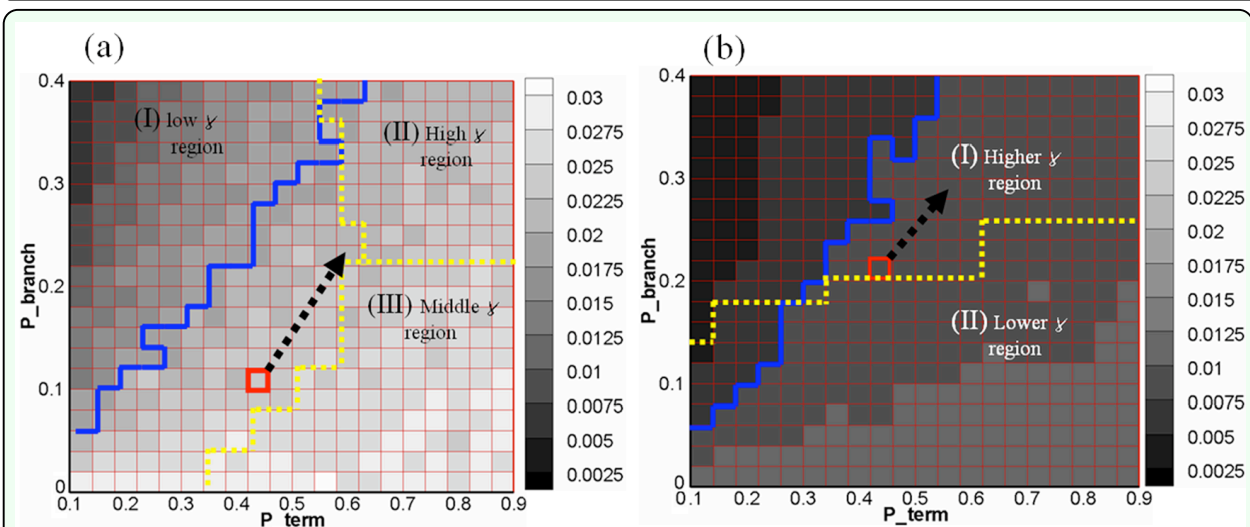 (a)
0.4
0.3
0.2
0.1
0
P_branch
0.1 0.2 0.3 0.4 0.5 0.6 0.7 0.8 0.9
P_term
(I) low γ
region
(II) High γ
region
(III) Middle γ
region
0.03
0.0275
0.025
0.0225
0.02
0.0175
0.015
0.0125
0.01
0.0075
0.005
0.0025
(b)
0.4
0.3
0.2
0.1
0
P_branch
0.1 0.2 0.3 0.4 0.5 0.6 0.7 0.8 0.9
P_term
(I) Higher γ
region
(II) Lower γ
region
0.03
0.0275
0.025
0.0225
0.02
0.0175
0.015
0.0125
0.01
0.0075
0.005
0.0025